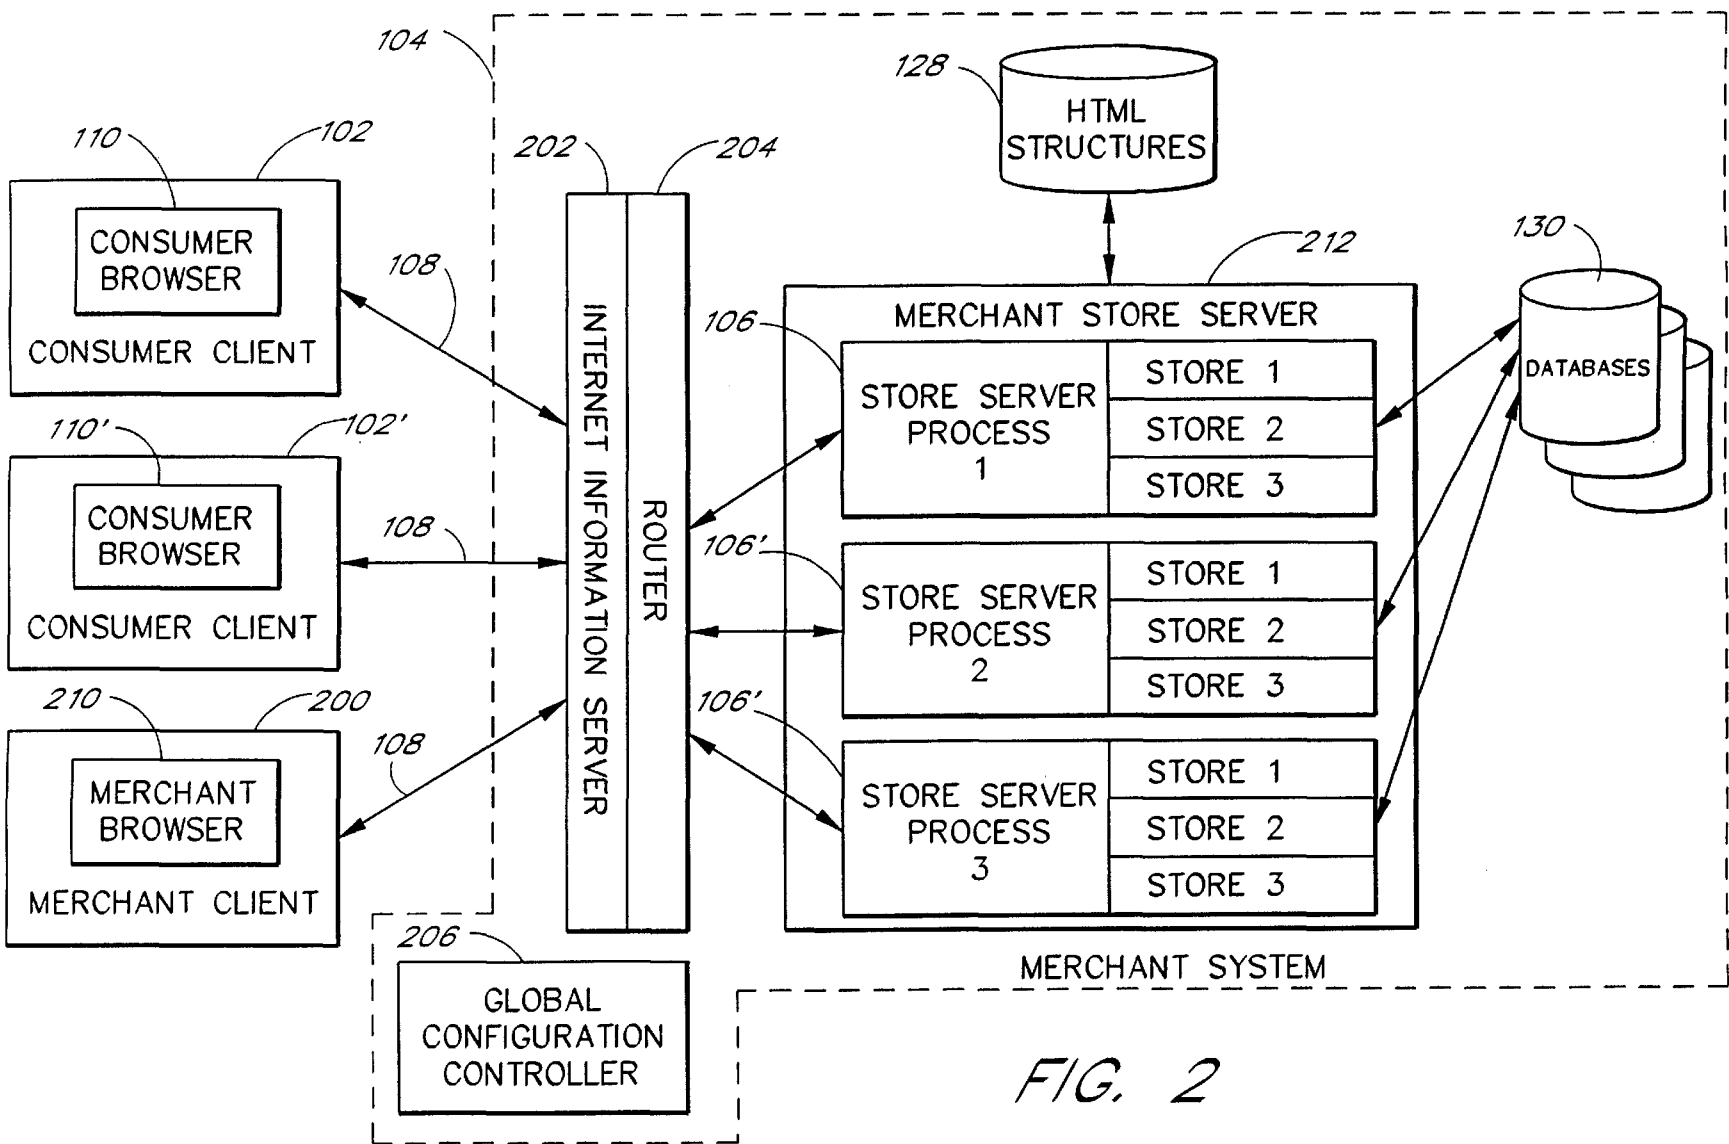 104
128
HTML
STRUCTURES
110
102
CONSUMER
BROWSER
CONSUMER CLIENT
108
202
204
INTERNET INFORMATION SERVER
ROUTER
212
130
DATABASES
MERCHANT STORE SERVER
106
STORE SERVER
PROCESS
1
STORE 1
STORE 2
STORE 3
110'
102'
CONSUMER
BROWSER
CONSUMER CLIENT
108
106'
STORE SERVER
PROCESS
2
STORE 1
STORE 2
STORE 3
210
200
MERCHANT
BROWSER
MERCHANT CLIENT
108
106'
STORE SERVER
PROCESS
3
STORE 1
STORE 2
STORE 3
206
GLOBAL
CONFIGURATION
CONTROLLER
MERCHANT SYSTEM
FIG. 2